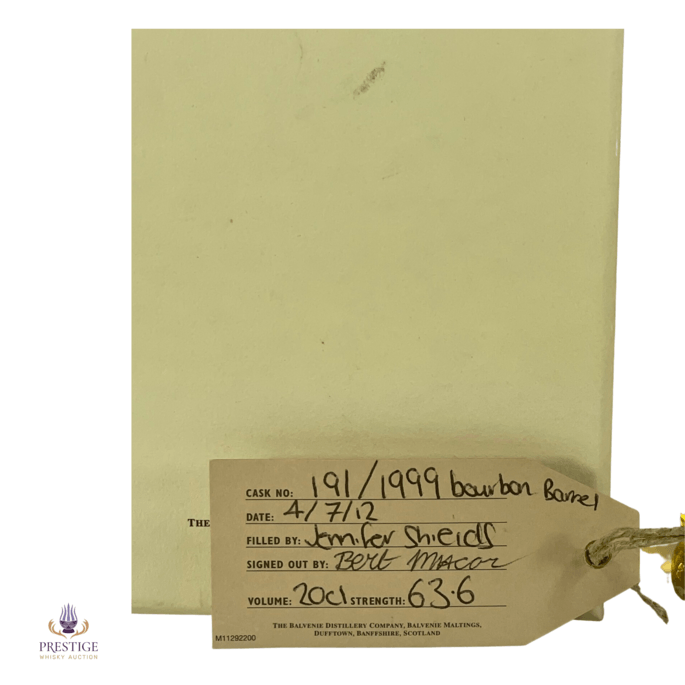 THE
CASK NO: 191/1999 bourbon Barrel
DATE: 4/7/12
FILLED BY: Jennifer Shields
SIGNED OUT BY: Bert
VOLUME: 20cl STRENGTH: 63.6
THE BALVENIE DISTILLERY COMPANY, BALVENIE MALTINGS,
DUFFTOWN, BANFFSHIRE, SCOTLAND
M11292200
PRESTIGE
WHISKY AUCTION